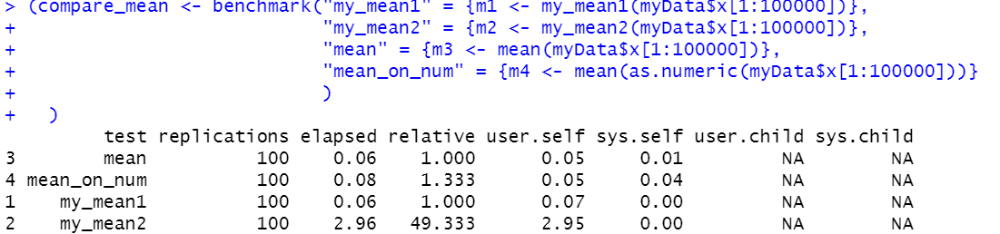 > (compare_mean <- benchmark("my_mean1" = {m1 <- my_mean1(myData$x[1:100000])},
+                            "my_mean2" = {m2 <- my_mean2(myData$x[1:100000])},
+                            "mean" = {m3 <- mean(myData$x[1:100000])},
+                            "mean_on_num" = {m4 <- mean(as.numeric(myData$x[1:100000]))}
+                            )
+   )
         test replications elapsed relative user.self sys.self user.child sys.child
3        mean          100    0.06    1.000      0.05     0.01         NA        NA
4 mean_on_num          100    0.08    1.333      0.05     0.04         NA        NA
1    my_mean1          100    0.06    1.000      0.07     0.00         NA        NA
2    my_mean2          100    2.96   49.333      2.95     0.00         NA        NA